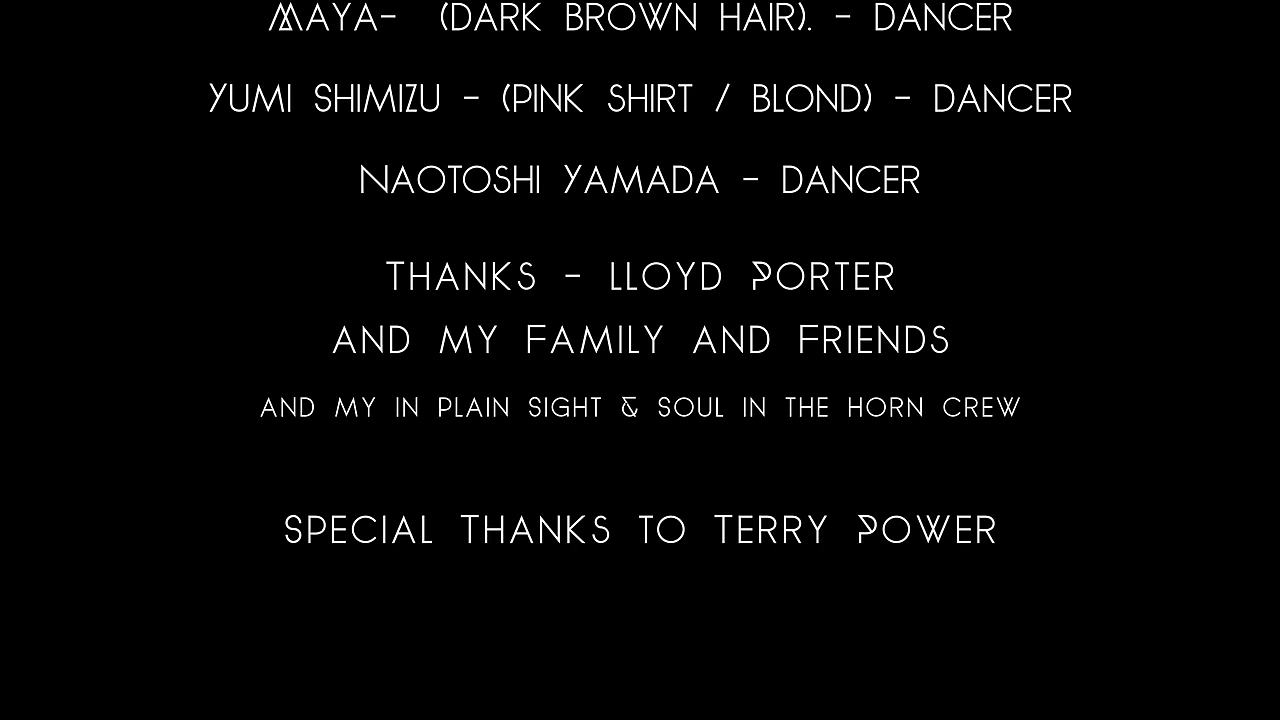 MAYA- (DARK BROWN HAIR). - DANCER
YUMI SHIMIZU - (PINK SHIRT / BLOND) - DANCER
NAOTOSHI YAMADA - DANCER
THANKS - LLOYD PORTER
AND MY FAMILY AND FRIENDS
AND MY IN PLAIN SIGHT & SOUL IN THE HORN CREW
SPECIAL THANKS TO TERRY POWER